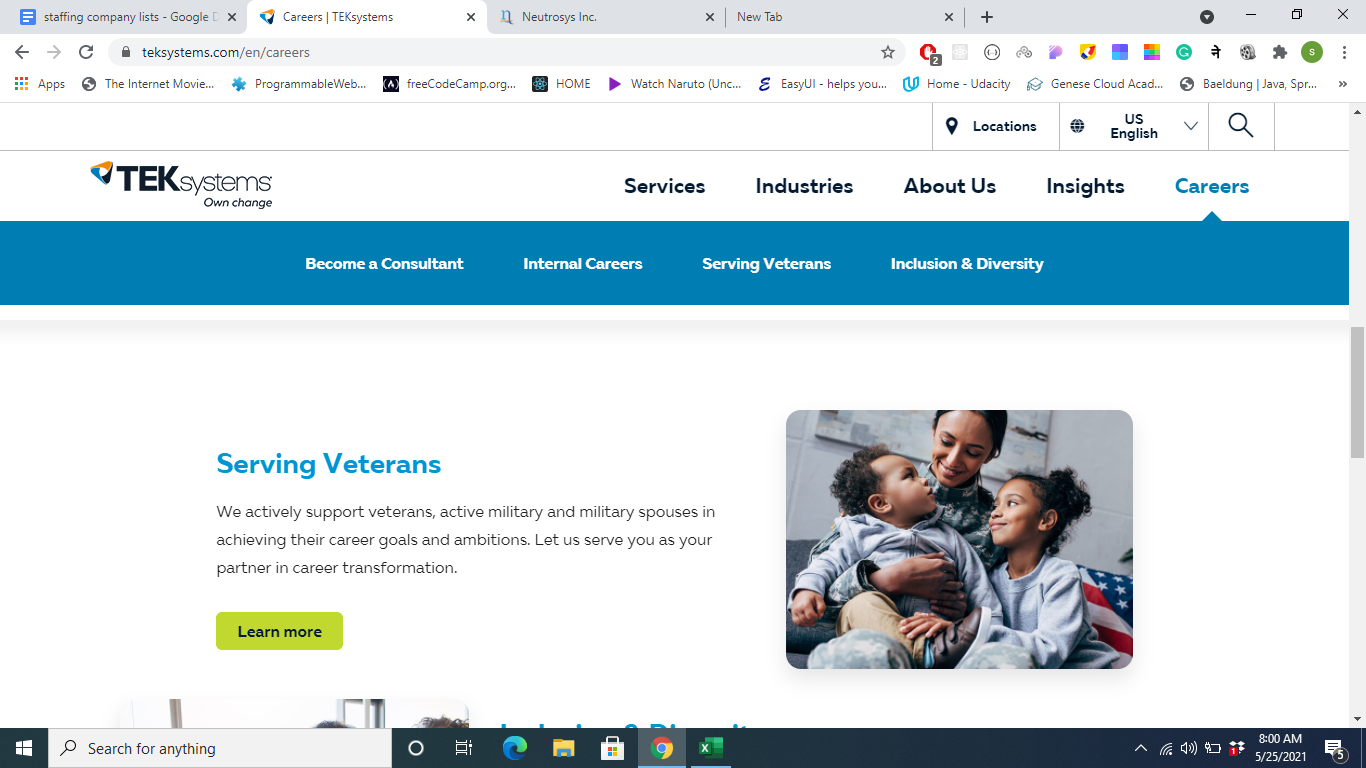 staffing company lists - Google D
Careers | TEKsystems
Neutrosys Inc.
New Tab
teksystems.com/en/careers
2
S
Apps
The Internet Movie...
ProgrammableWeb...
freeCodeCamp.org...
HOME
Watch Naruto (Unc...
EasyUI - helps you...
Home - Udacity
Genese Cloud Acad...
Baeldung | Java, Spr...
»
Locations
US
English
TEKsystems
Own change
Services
Industries
About Us
Insights
Careers
Become a Consultant
Internal Careers
Serving Veterans
Inclusion & Diversity
Serving Veterans
We actively support veterans, active military and military spouses in
achieving their career goals and ambitions. Let us serve you as your
partner in career transformation.
Learn more
Inclusion & Diversity
Search for anything
8:00 AM
5/25/2021
1
5